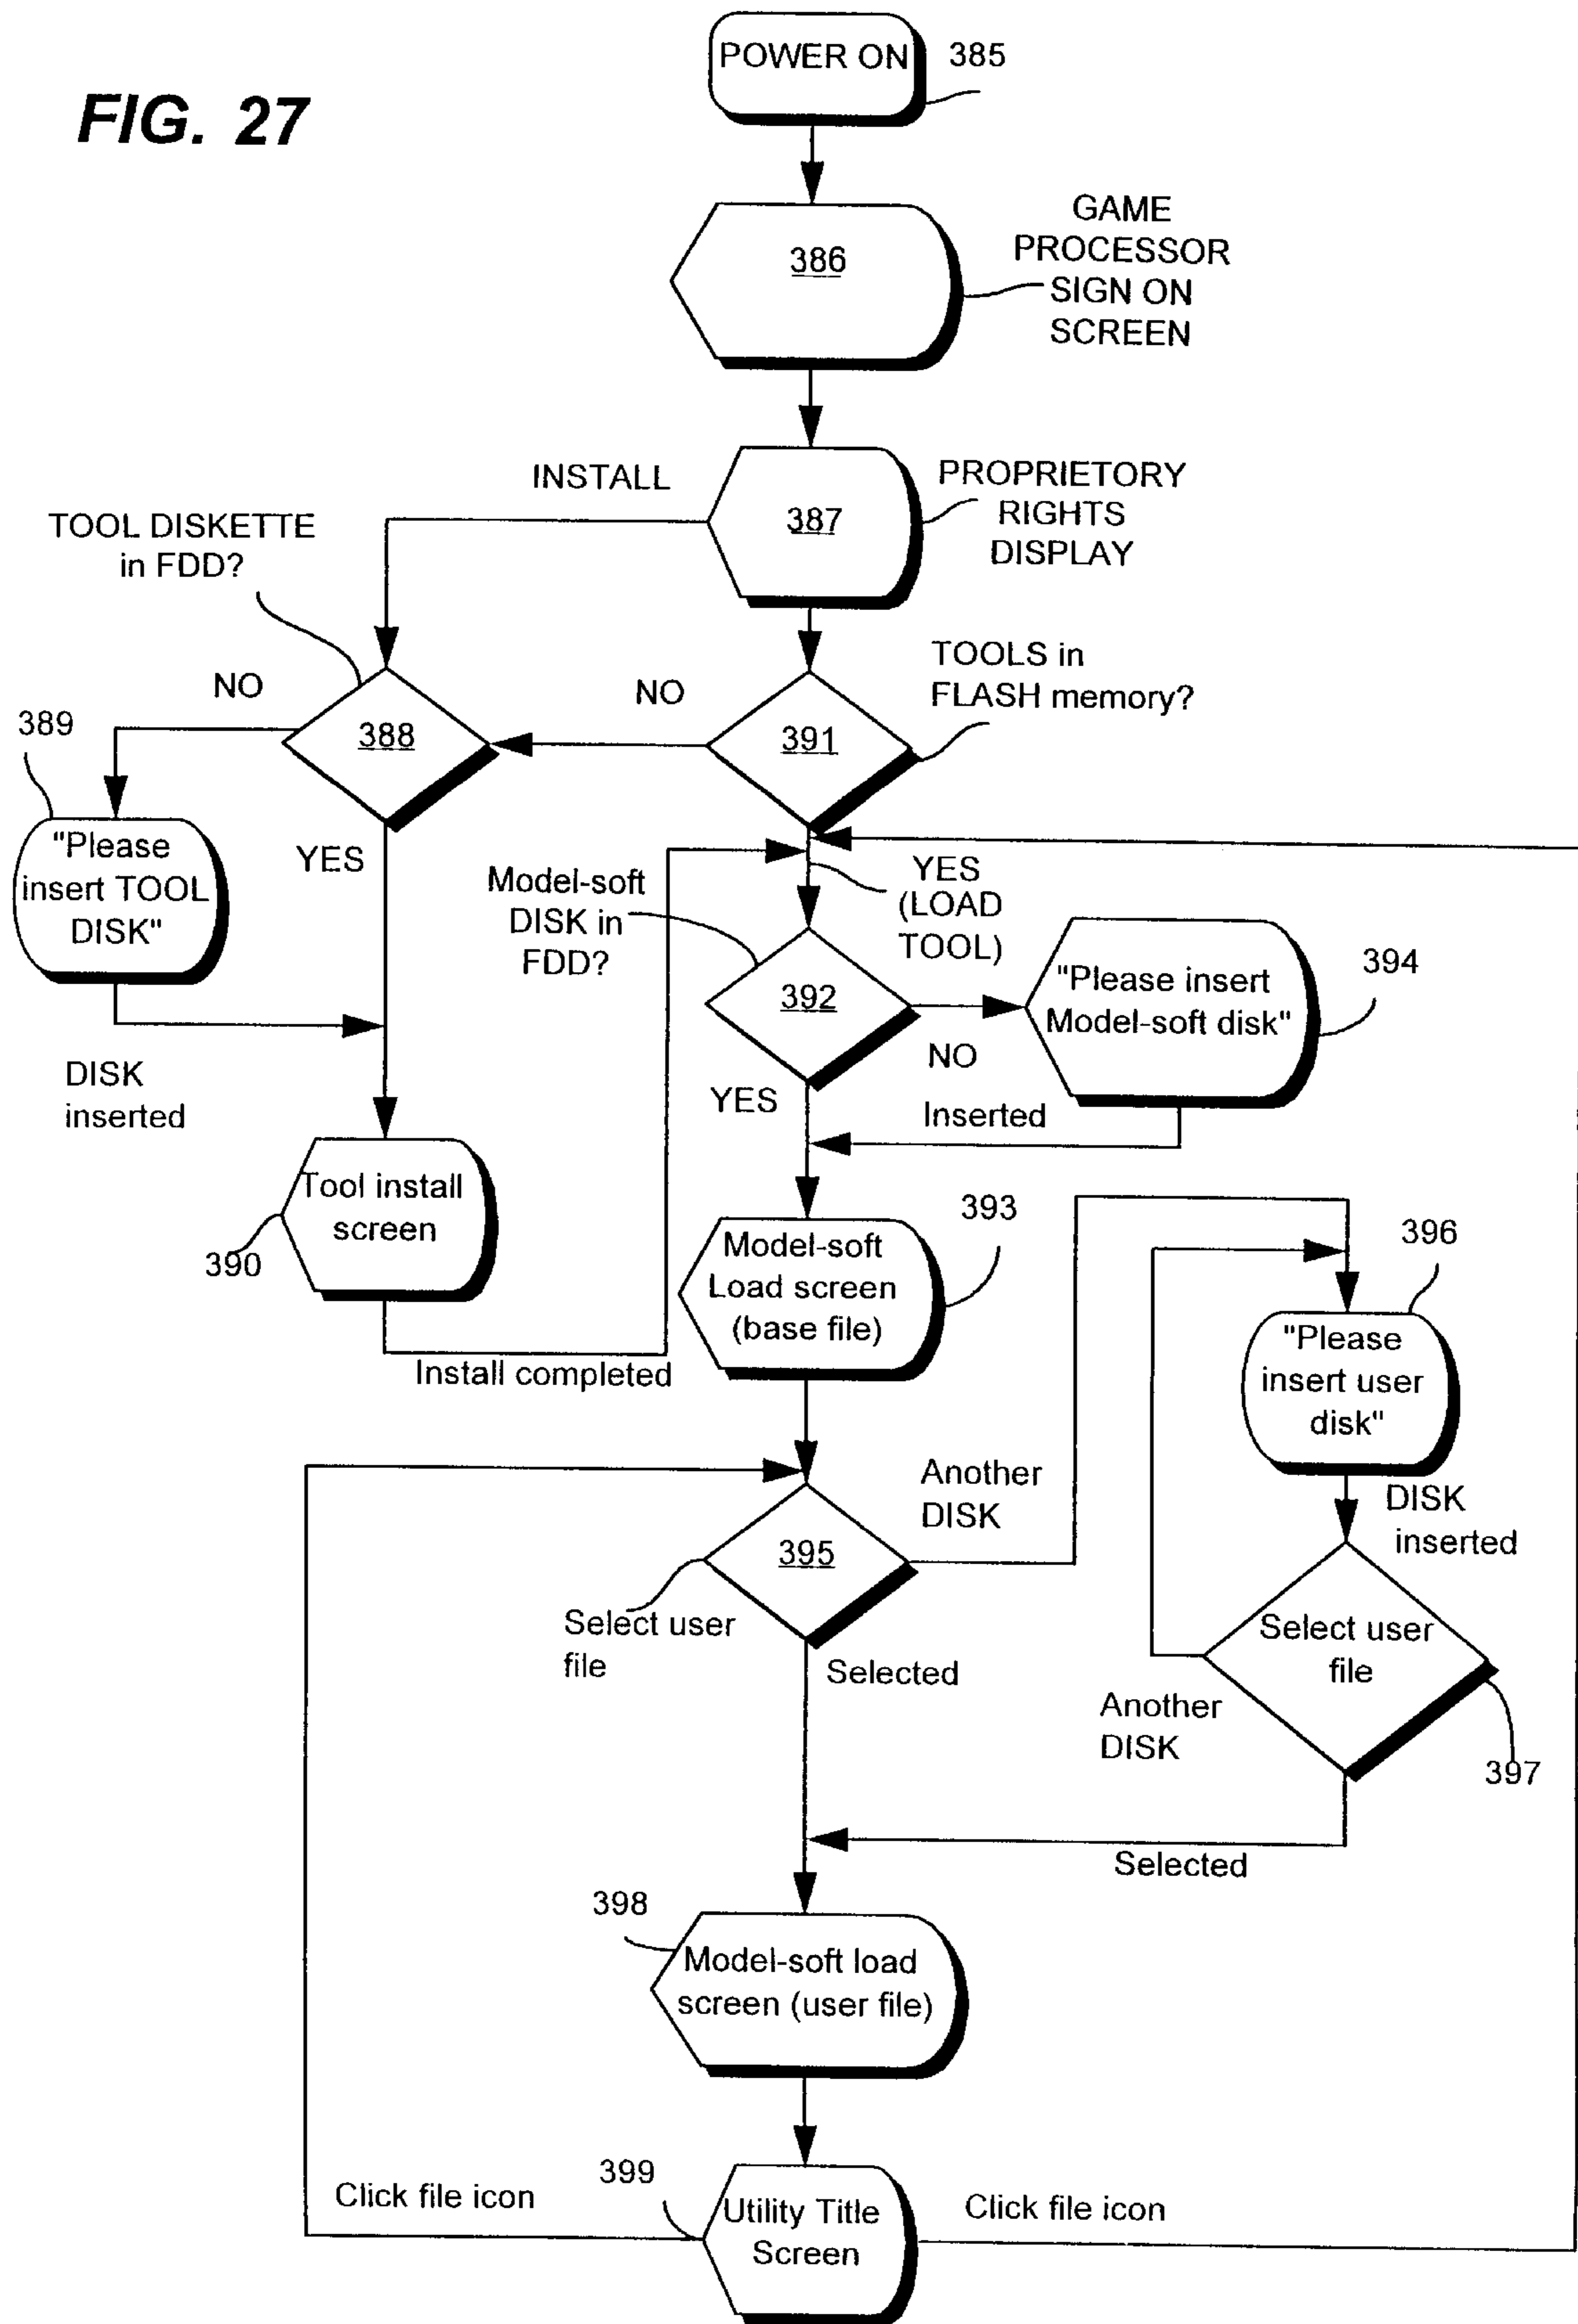 FIG. 27
POWER ON
385
386
GAME
PROCESSOR
SIGN ON
SCREEN
INSTALL
387
PROPRIETORY
RIGHTS
DISPLAY
TOOL DISKETTE
in FDD?
NO
388
NO
391
TOOLS in
FLASH memory?
389
"Please
insert TOOL
DISK"
YES
Model-soft
DISK in
FDD?
YES
(LOAD
TOOL)
392
"Please insert
Model-soft disk"
394
NO
DISK
inserted
YES
Inserted
Tool install
screen
390
Install completed
Model-soft
Load screen
(base file)
393
396
"Please
insert user
disk"
Another
DISK
395
DISK
inserted
Select user
file
Selected
Select user
file
Another
DISK
397
Selected
398
Model-soft load
screen (user file)
399
Click file icon
Utility Title
Screen
Click file icon